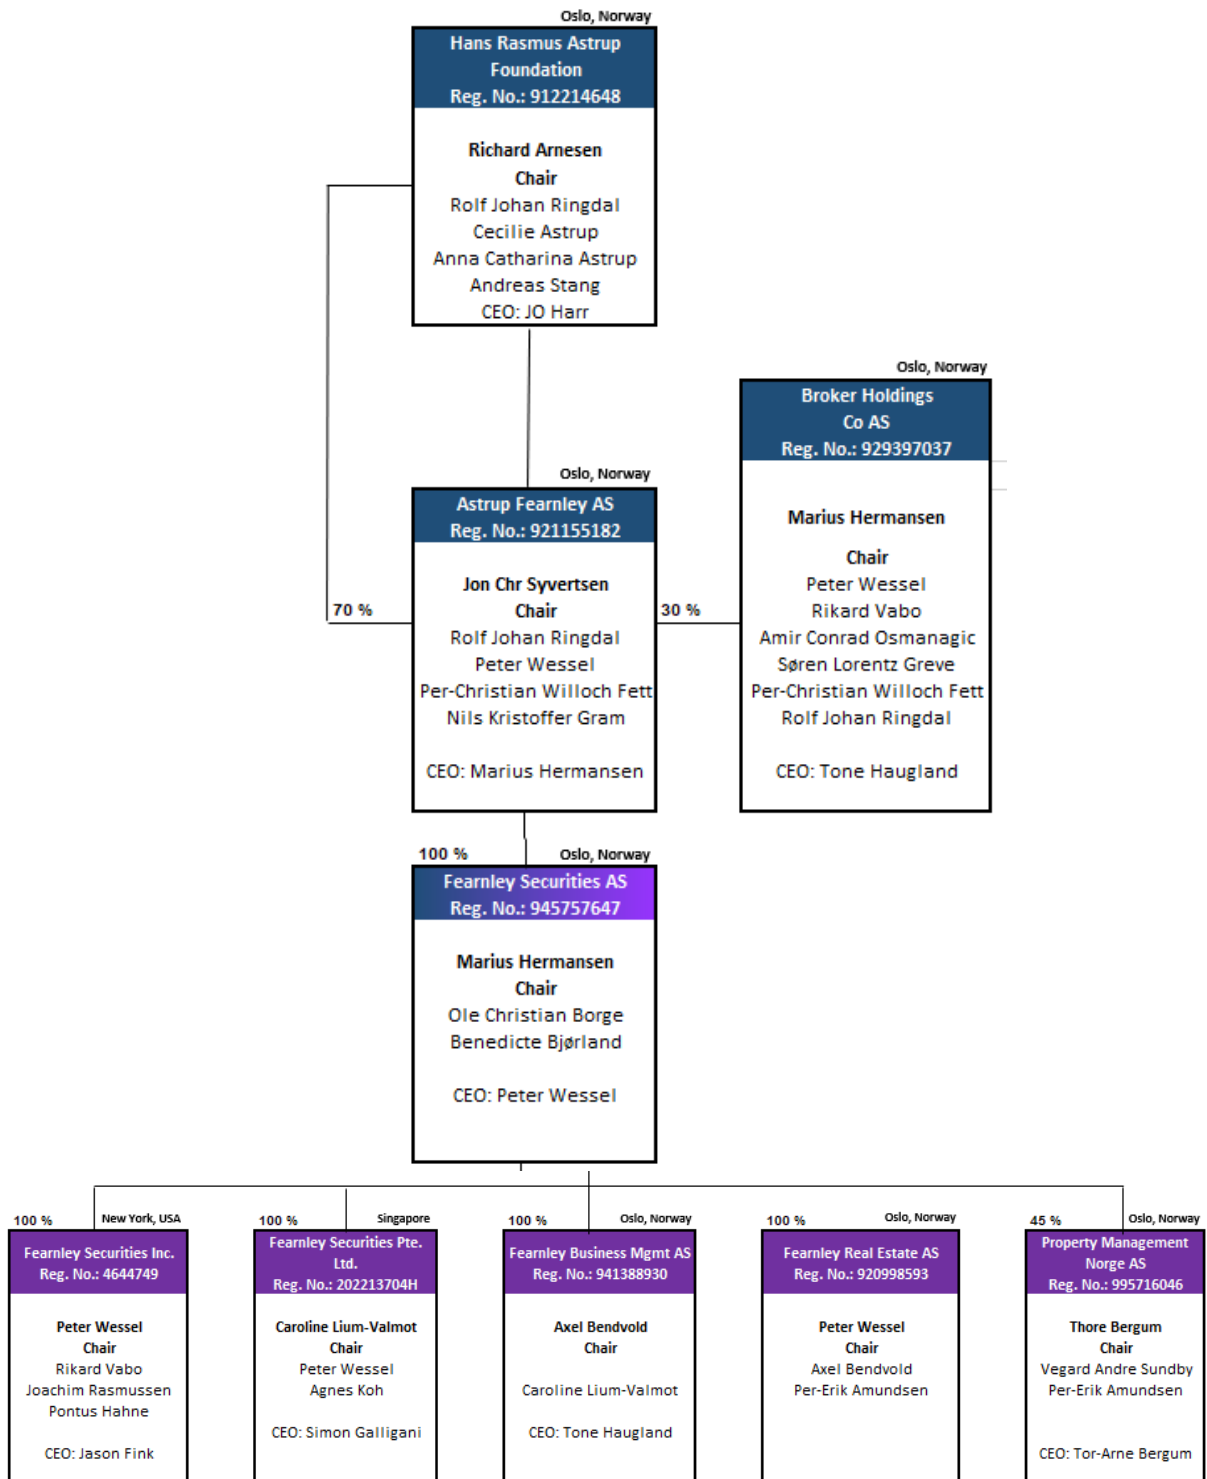 Oslo, Norway
Hans Rasmus Astrup
Foundation
Reg. No.: 912214648
Richard Arnesen
Chair
Rolf Johan Ringdal
Cecilie Astrup
Anna Catharina Astrup
Andreas Stang
CEO: JO Harr
Oslo, Norway
Broker Holdings
Co AS
Reg. No.: 929397037
Marius Hermansen
Chair
Peter Wessel
Rikard Vabo
Amir Conrad Osmanagic
Søren Lorentz Greve
Per-Christian Willoch Fett
Rolf Johan Ringdal
CEO: Tone Haugland
Oslo, Norway
Astrup Fearnley AS
Reg. No.: 921155182
Jon Chr Syvertsen
Chair
Rolf Johan Ringdal
Peter Wessel
Per-Christian Willoch Fett
Nils Kristoffer Gram
CEO: Marius Hermansen
70 %
30 %
100 %
Oslo, Norway
Fearnley Securities AS
Reg. No.: 945757647
Marius Hermansen
Chair
Ole Christian Borge
Benedicte Bjørland
CEO: Peter Wessel
100 %
New York, USA
Fearnley Securities Inc.
Reg. No.: 4644749
Peter Wessel
Chair
Rikard Vabo
Joachim Rasmussen
Pontus Hahne
CEO: Jason Fink
100 %
Singapore
Fearnley Securities Pte.
Ltd.
Reg. No.: 202213704H
Caroline Lium-Valmot
Chair
Peter Wessel
Agnes Koh
CEO: Simon Galligani
100 %
Oslo, Norway
Fearnley Business Mgmt AS
Reg. No.: 941388930
Axel Bendvold
Chair
Caroline Lium-Valmot
CEO: Tone Haugland
100 %
Oslo, Norway
Fearnley Real Estate AS
Reg. No.: 920998593
Peter Wessel
Chair
Axel Bendvold
Per-Erik Amundsen
45 %
Oslo, Norway
Property Management
Norge AS
Reg. No.: 995716046
Thore Bergum
Chair
Vegard Andre Sundby
Per-Erik Amundsen
CEO: Tor-Arne Bergum